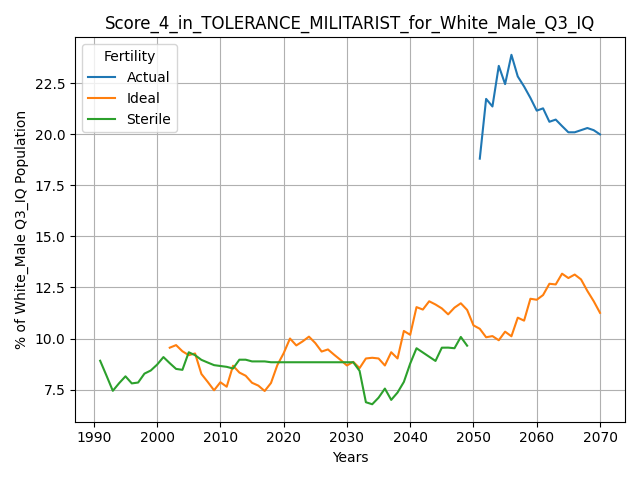 Score_4_in_TOLERANCE_MILITARIST_for_White_Male_Q3_IQ
Fertility
Actual
Ideal
Sterile
% of White_Male Q3_IQ Population
22.5
20.0
17.5
15.0
12.5
10.0
7.5
1990 2000 2010 2020 2030 2040 2050 2060 2070
Years